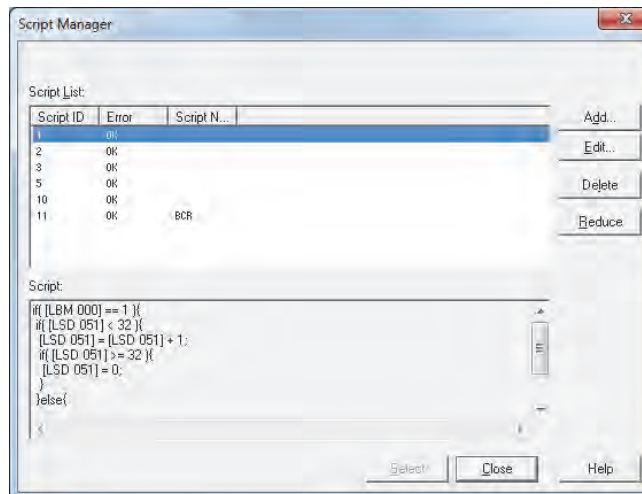 Script Manager
Script List:
Script ID Error Script N...
1 OK
2 OK
3 OK
5 OK
10 OK
11 OK BCR
Add...
Edit...
Delete
Reduce
Script:
if( [LBM 000] == 1 ){
if( [LSD 051] < 32 ){
[LSD 051] = [LSD 051] + 1;
if( [LSD 051] >= 32 ){
[LSD 051] = 0;
}
}else{
Select
Close
Help